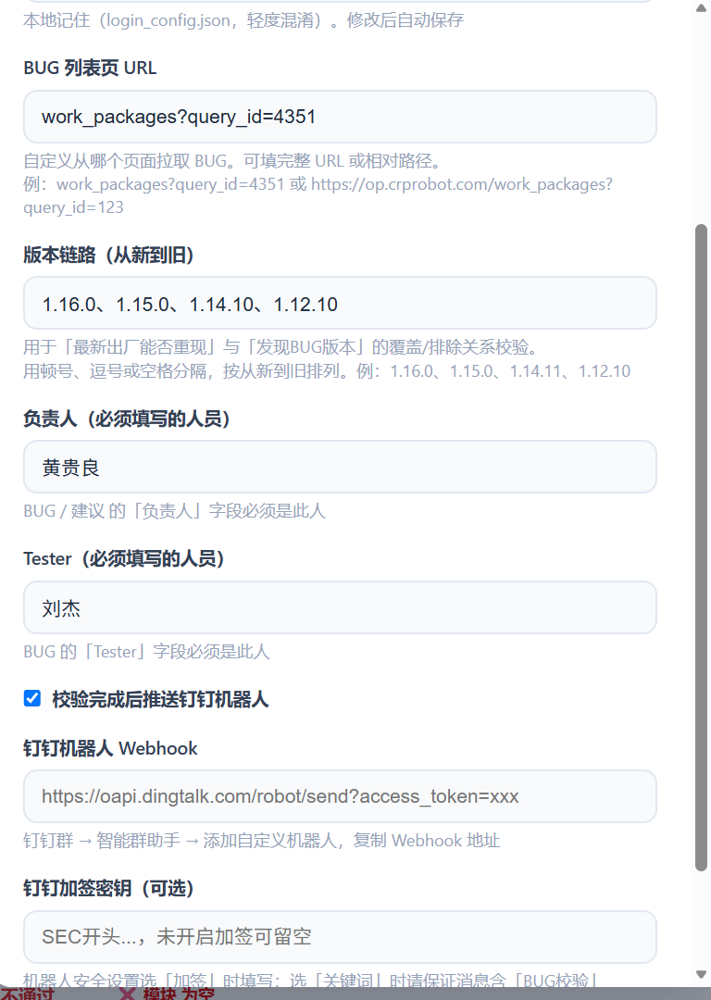 本地记住（login_config.json，轻度混淆）。修改后自动保存
BUG 列表页 URL
work_packages?query_id=4351
自定义从哪个页面拉取 BUG。可填完整 URL 或相对路径。
例：work_packages?query_id=4351 或 https://op.crprobot.com/work_packages?
query_id=123
版本链路（从新到旧）
1.16.0、1.15.0、1.14.10、1.12.10
用于「最新出厂能否重现」与「发现BUG版本」的覆盖/排除关系校验。
用顿号、逗号或空格分隔，按从新到旧排列。例：1.16.0、1.15.0、1.14.11、1.12.10
负责人（必须填写的人员）
黄贵良
BUG / 建议 的「负责人」字段必须是此人
Tester（必须填写的人员）
刘杰
BUG 的「Tester」字段必须是此人
校验完成后推送钉钉机器人
钉钉机器人 Webhook
https://oapi.dingtalk.com/robot/send?access_token=xxx
钉钉群 → 智能群助手 → 添加自定义机器人，复制 Webhook 地址
钉钉加签密钥（可选）
SEC开头...，未开启加签可留空
机器人安全设置选「加签」时填写；选「关键词」时请保证消息含「BUG校验」
不通过 ❌ 模块 为空